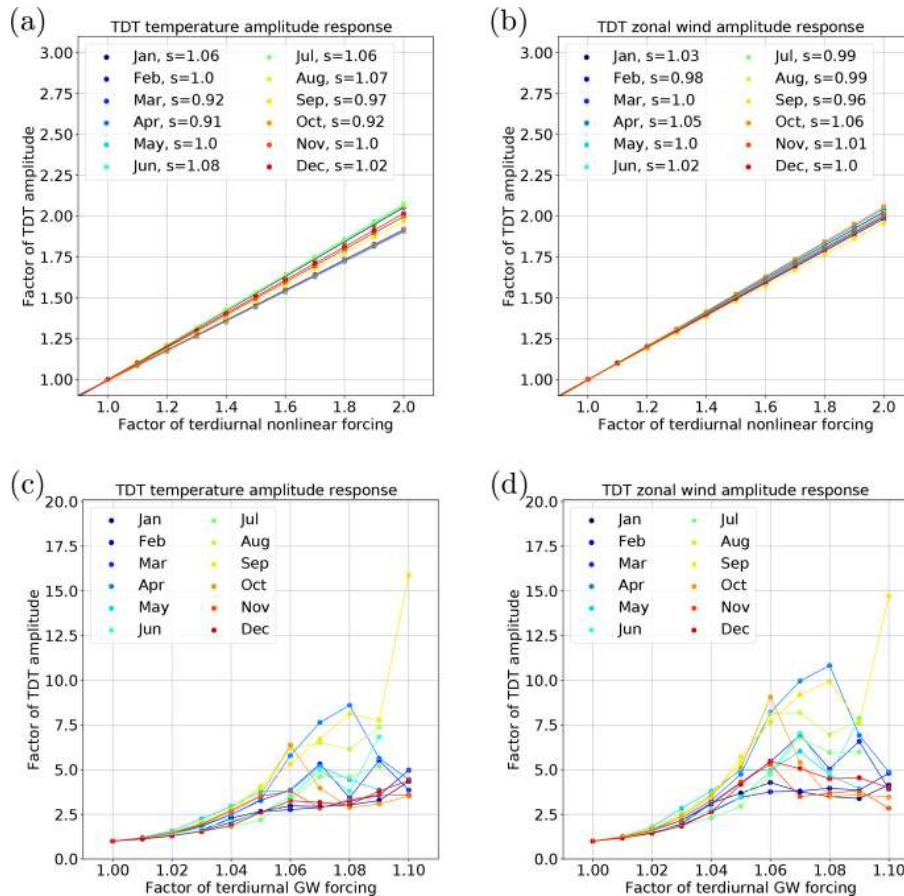 (a)
TDT temperature amplitude response
3.00
2.75
2.50
2.25
2.00
1.75
1.50
1.25
1.00
Factor of TDT amplitude
Jan, s=1.06
Feb, s=1.0
Mar, s=0.92
Apr, s=0.91
May, s=1.0
Jun, s=1.08
Jul, s=1.06
Aug, s=1.07
Sep, s=0.97
Oct, s=0.92
Nov, s=1.0
Dec, s=1.02
1.0 1.2 1.4 1.6 1.8 2.0
Factor of terdiurnal nonlinear forcing
(b)
TDT zonal wind amplitude response
3.00
2.75
2.50
2.25
2.00
1.75
1.50
1.25
1.00
Factor of TDT amplitude
Jan, s=1.03
Feb, s=0.98
Mar, s=1.0
Apr, s=1.05
May, s=1.0
Jun, s=1.02
Jul, s=0.99
Aug, s=0.99
Sep, s=0.96
Oct, s=1.06
Nov, s=1.01
Dec, s=1.0
1.0 1.2 1.4 1.6 1.8 2.0
Factor of terdiurnal nonlinear forcing
(c)
TDT temperature amplitude response
20.0
17.5
15.0
12.5
10.0
7.5
5.0
2.5
0.0
Factor of TDT amplitude
Jan
Feb
Mar
Apr
May
Jun
Jul
Aug
Sep
Oct
Nov
Dec
1.00 1.02 1.04 1.06 1.08 1.10
Factor of terdiurnal GW forcing
(d)
TDT zonal wind amplitude response
20.0
17.5
15.0
12.5
10.0
7.5
5.0
2.5
0.0
Factor of TDT amplitude
Jan
Feb
Mar
Apr
May
Jun
Jul
Aug
Sep
Oct
Nov
Dec
1.00 1.02 1.04 1.06 1.08 1.10
Factor of terdiurnal GW forcing